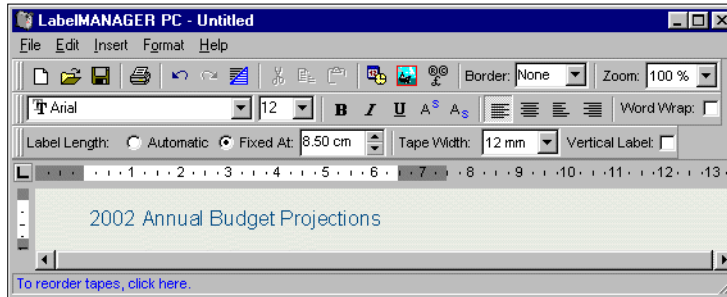 LabelMANAGER PC - Untitled
File Edit Insert Format Help
Border: None Zoom: 100 %
Arial 12 B I U A S A S Word Wrap:
Label Length: Automatic Fixed At: 8.50 cm Tape Width: 12 mm Vertical Label:
L 1 2 3 4 5 6 7 8 9 10 11 12 13
2002 Annual Budget Projections
To reorder tapes, click here.